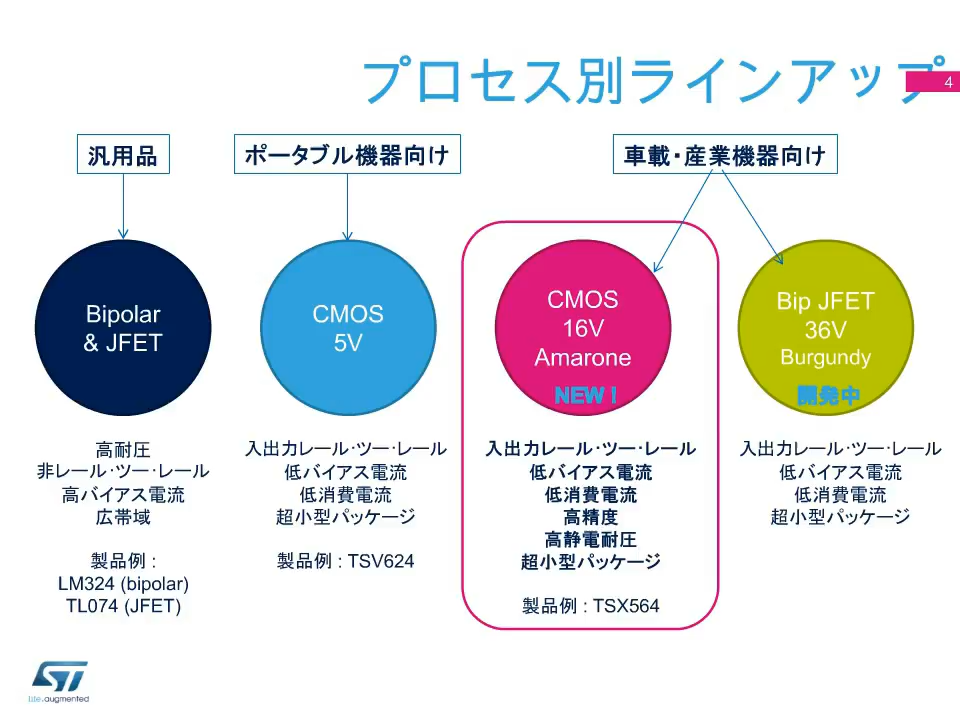 プロセス別ラインアップ
4
汎用品
ポータブル機器向け
車載・産業機器向け
Bipolar
& JFET
CMOS
5V
CMOS
16V
Amarone
NEW !
Bip JFET
36V
Burgundy
開発中
高耐圧
非レール・ツー・レール
高バイアス電流
広帯域
製品例 :
LM324 (bipolar)
TL074 (JFET)
入出力レール・ツー・レール
低バイアス電流
低消費電流
超小型パッケージ
製品例 : TSV624
入出力レール・ツー・レール
低バイアス電流
低消費電流
高精度
高静電耐圧
超小型パッケージ
製品例 : TSX564
入出力レール・ツー・レール
低バイアス電流
低消費電流
超小型パッケージ
ST
life.augmented